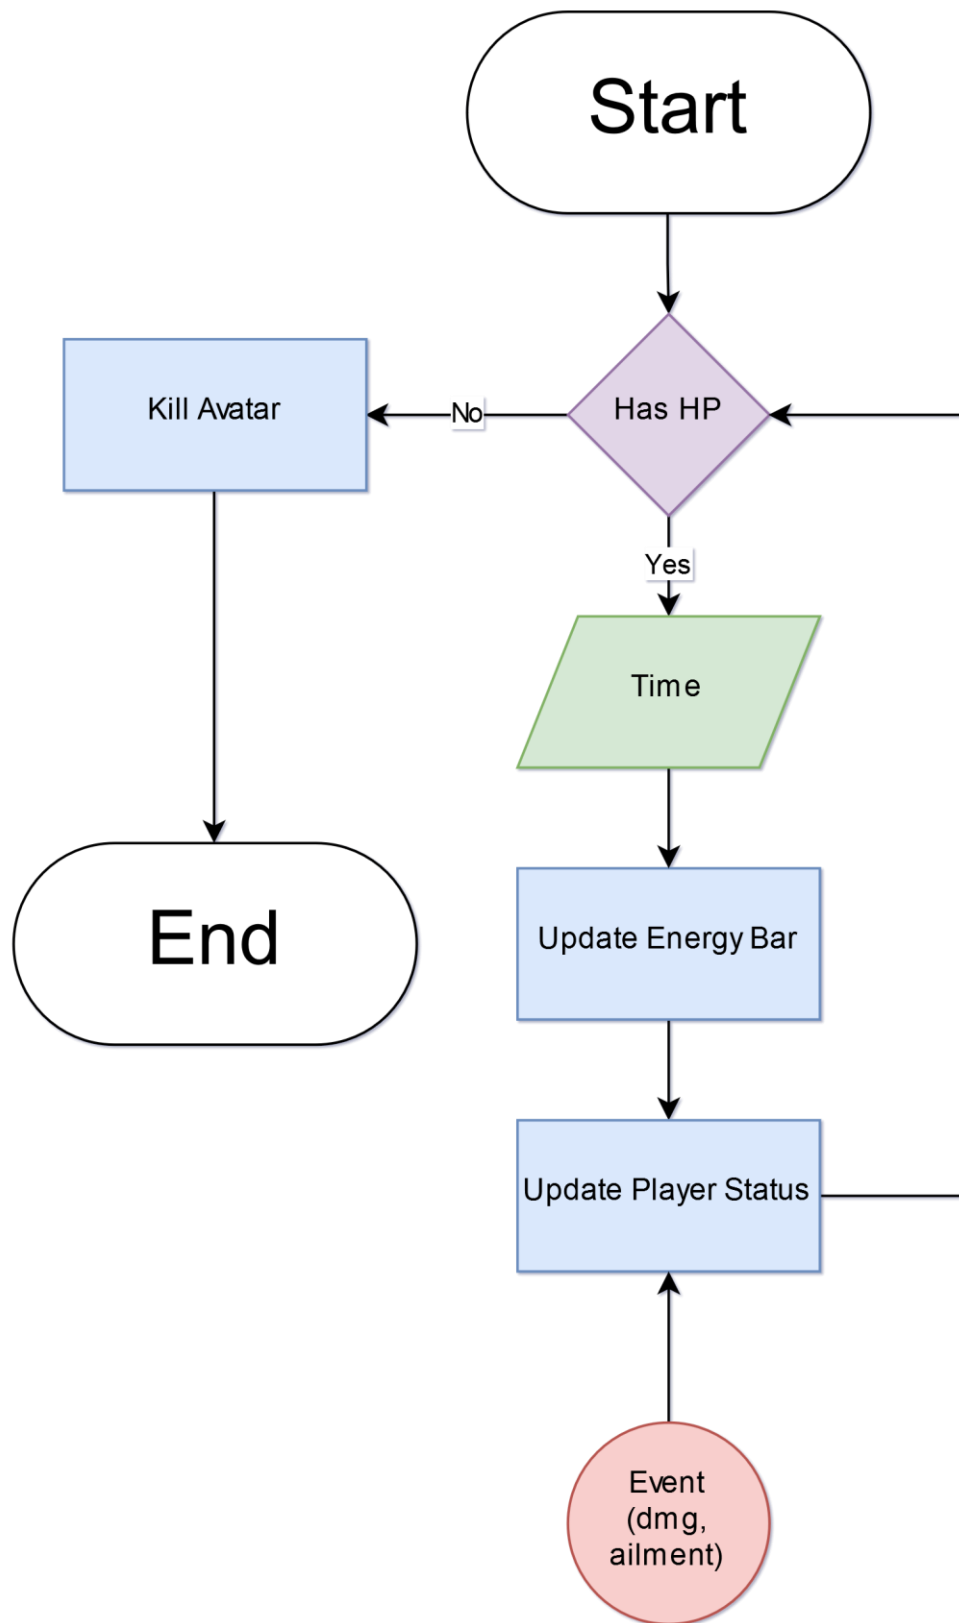 Start
Kill Avatar
No
Has HP
Yes
Time
Update Energy Bar
End
Update Player Status
Event
(dmg,
ailment)